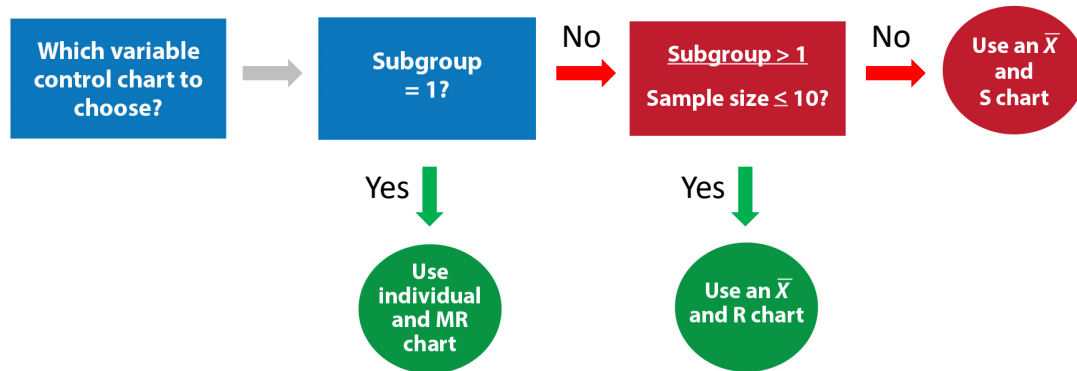 Which variable
control chart to
choose?
Subgroup
= 1?
No
Subgroup > 1
Sample size ≤ 10?
No
Use an X̅
and
S chart
Yes
Use
individual
and MR
chart
Yes
Use an X̅
and R chart